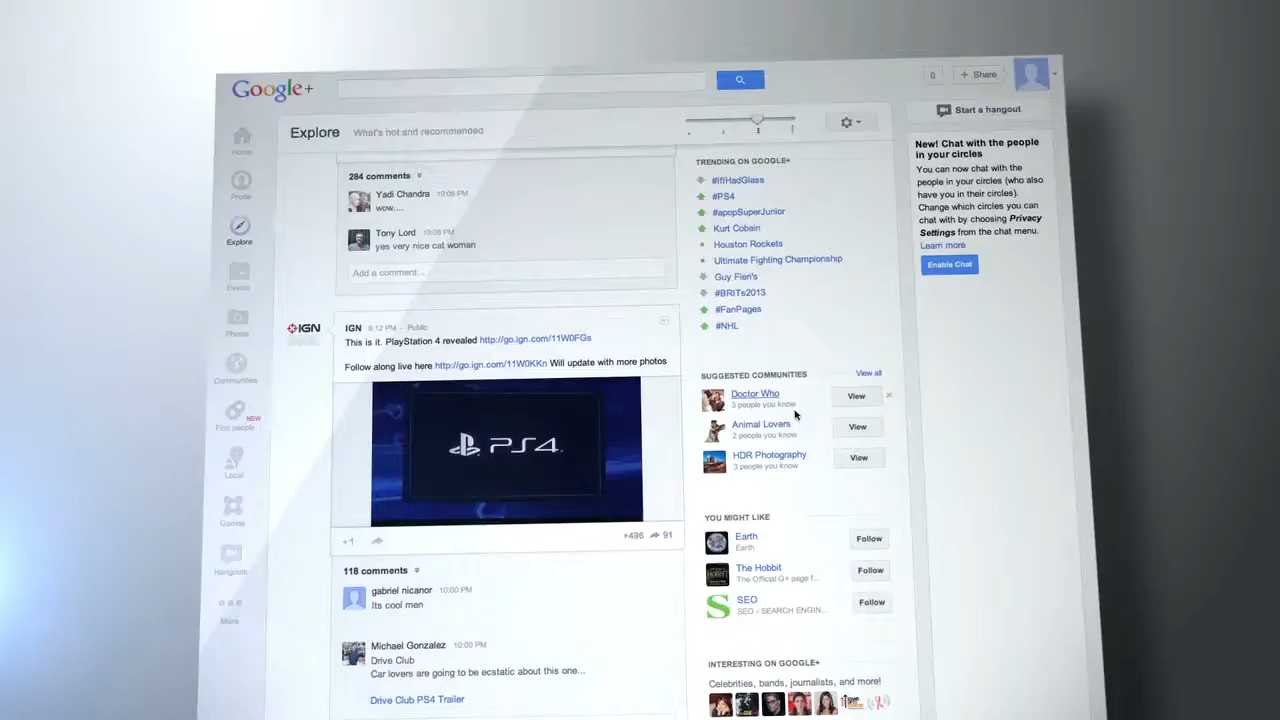 Google+
0
+ Share
Explore
What's hot and recommended
Start a hangout
Home
Profile
Explore
Events
Photos
Communities
Find people
NEW
Local
Games
Hangouts
More
284 comments
Yadi Chandra 10:06 PM
wow....
Tony Lord 10:08 PM
yes very nice cat woman
Add a comment...
IGN
IGN 6:12 PM - Public
This is it. PlayStation 4 revealed http://go.ign.com/11W0FGs
Follow along live here http://go.ign.com/11W0KKn Will update with more photos
PS4
+1
+496 91
118 comments
gabriel nicanor 10:00 PM
Its cool men
Michael Gonzalez 10:00 PM
Drive Club
Car lovers are going to be ecstatic about this one...
Drive Club PS4 Trailer
TRENDING ON GOOGLE+
#IfIHadGlass
#PS4
#apopSuperJunior
Kurt Cobain
Houston Rockets
Ultimate Fighting Championship
Guy Fieri's
#BRITs2013
#FanPages
#NHL
SUGGESTED COMMUNITIES View all
Doctor Who
3 people you know
View
Animal Lovers
2 people you know
View
HDR Photography
3 people you know
View
YOU MIGHT LIKE
Earth
Earth
Follow
The Hobbit
The Official G+ page f...
Follow
SEO
SEO - SEARCH ENGIN...
Follow
INTERESTING ON GOOGLE+
Celebrities, bands, journalists, and more!
New! Chat with the people
in your circles
You can now chat with the
people in your circles (who also
have you in their circles).
Change which circles you can
chat with by choosing Privacy
Settings from the chat menu.
Learn more
Enable Chat